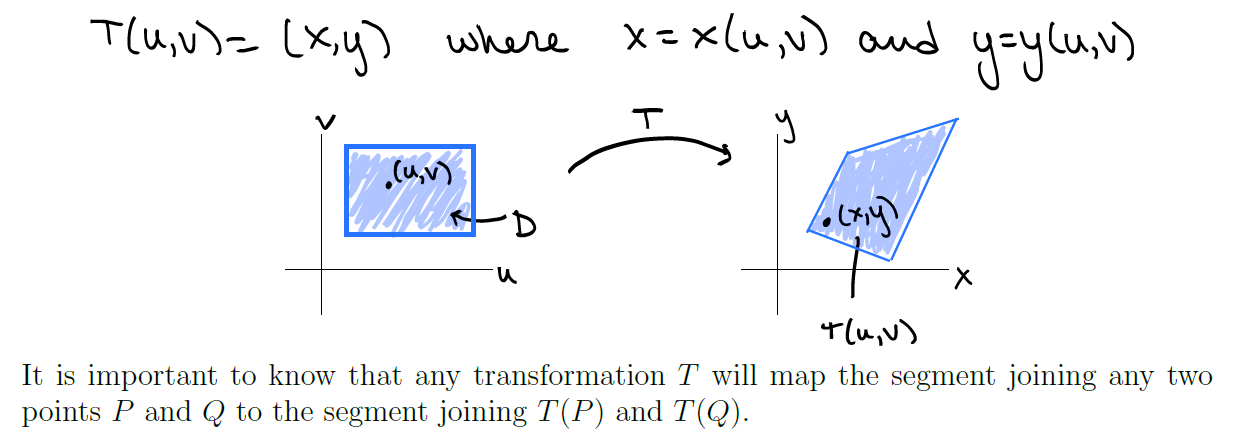 T(u,v)= (x,y) where x=x(u,v) and y=y(u,v)
v
T
y
.(u,v)
.(x,y)
D
u
x
T(u,v)
It is important to know that any transformation T will map the segment joining any two
points P and Q to the segment joining T(P) and T(Q).